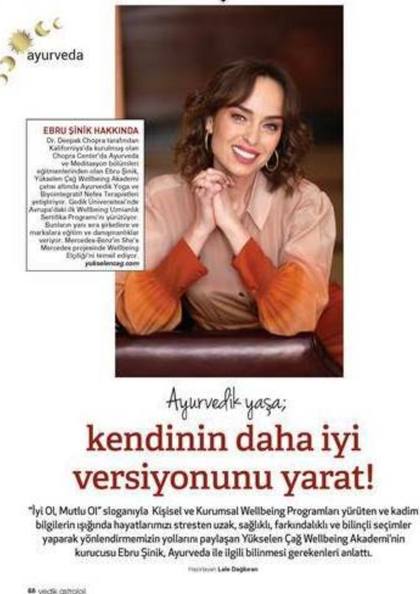 ayurveda
EBRU ŞİNİK HAKKINDA
Dr. Deepak Chopra tarafından
Kaliforniya'da kurulmuş olan
Chopra Center'da Ayurveda
ve Meditasyon bölümleri
eğitmenlerinden olan Ebru Şinik,
Yükselen Çağ Wellbeing Akademi
çatısı altında Ayurvedik Yoga ve
Biyointegratif Nefes Terapistleri
yetiştiriyor. Gedik Üniversitesi'nde
Avrupa'daki ilk Wellbeing Uzmanlık
Sertifika Programı'nı yürütüyor.
Bunların yanı sıra şirketlere ve
markalara eğitim ve danışmanlıklar
veriyor. Mercedes-Benz'in She's
Mercedes projesinde Wellbeing
Elçiliği'ni temsil ediyor.
yukselencag.com
Ayurvedik yaşa;
kendinin daha iyi
versiyonunu yarat!
"İyi Ol, Mutlu Ol" sloganıyla Kişisel ve Kurumsal Wellbeing Programları yürüten ve kadim
bilgilerin ışığında hayatlarımızı stresten uzak, sağlıklı, farkındalıklı ve bilinçli seçimler
yaparak yönlendirmemizin yollarını paylaşan Yükselen Çağ Wellbeing Akademi'nin
kurucusu Ebru Şinik, Ayurveda ile ilgili bilinmesi gerekenleri anlattı.
Hazırlayan Lale Dağkıran
68 vedik astroloji